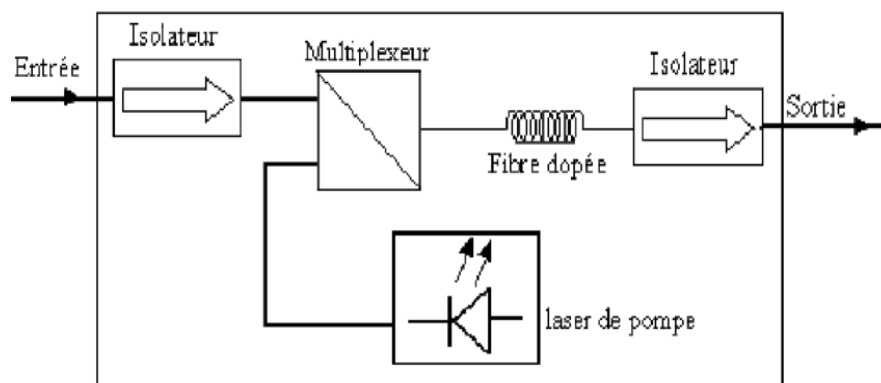 Isolateur
Multiplexeur
Isolateur
Entrée
Sortie
Fibre dopée
laser de pompe